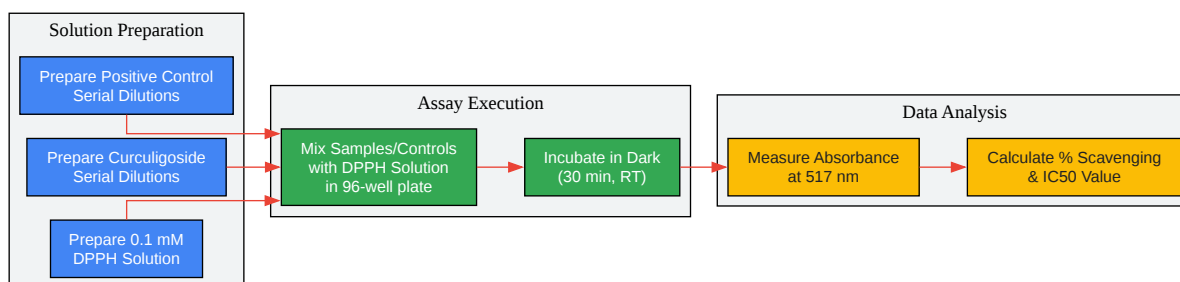 Solution Preparation
Prepare Positive Control
Serial Dilutions
Prepare Curculigoside
Serial Dilutions
Prepare 0.1 mM
DPPH Solution
Assay Execution
Mix Samples/Controls
with DPPH Solution
in 96-well plate
Incubate in Dark
(30 min, RT)
Data Analysis
Measure Absorbance
at 517 nm
Calculate % Scavenging
& IC50 Value